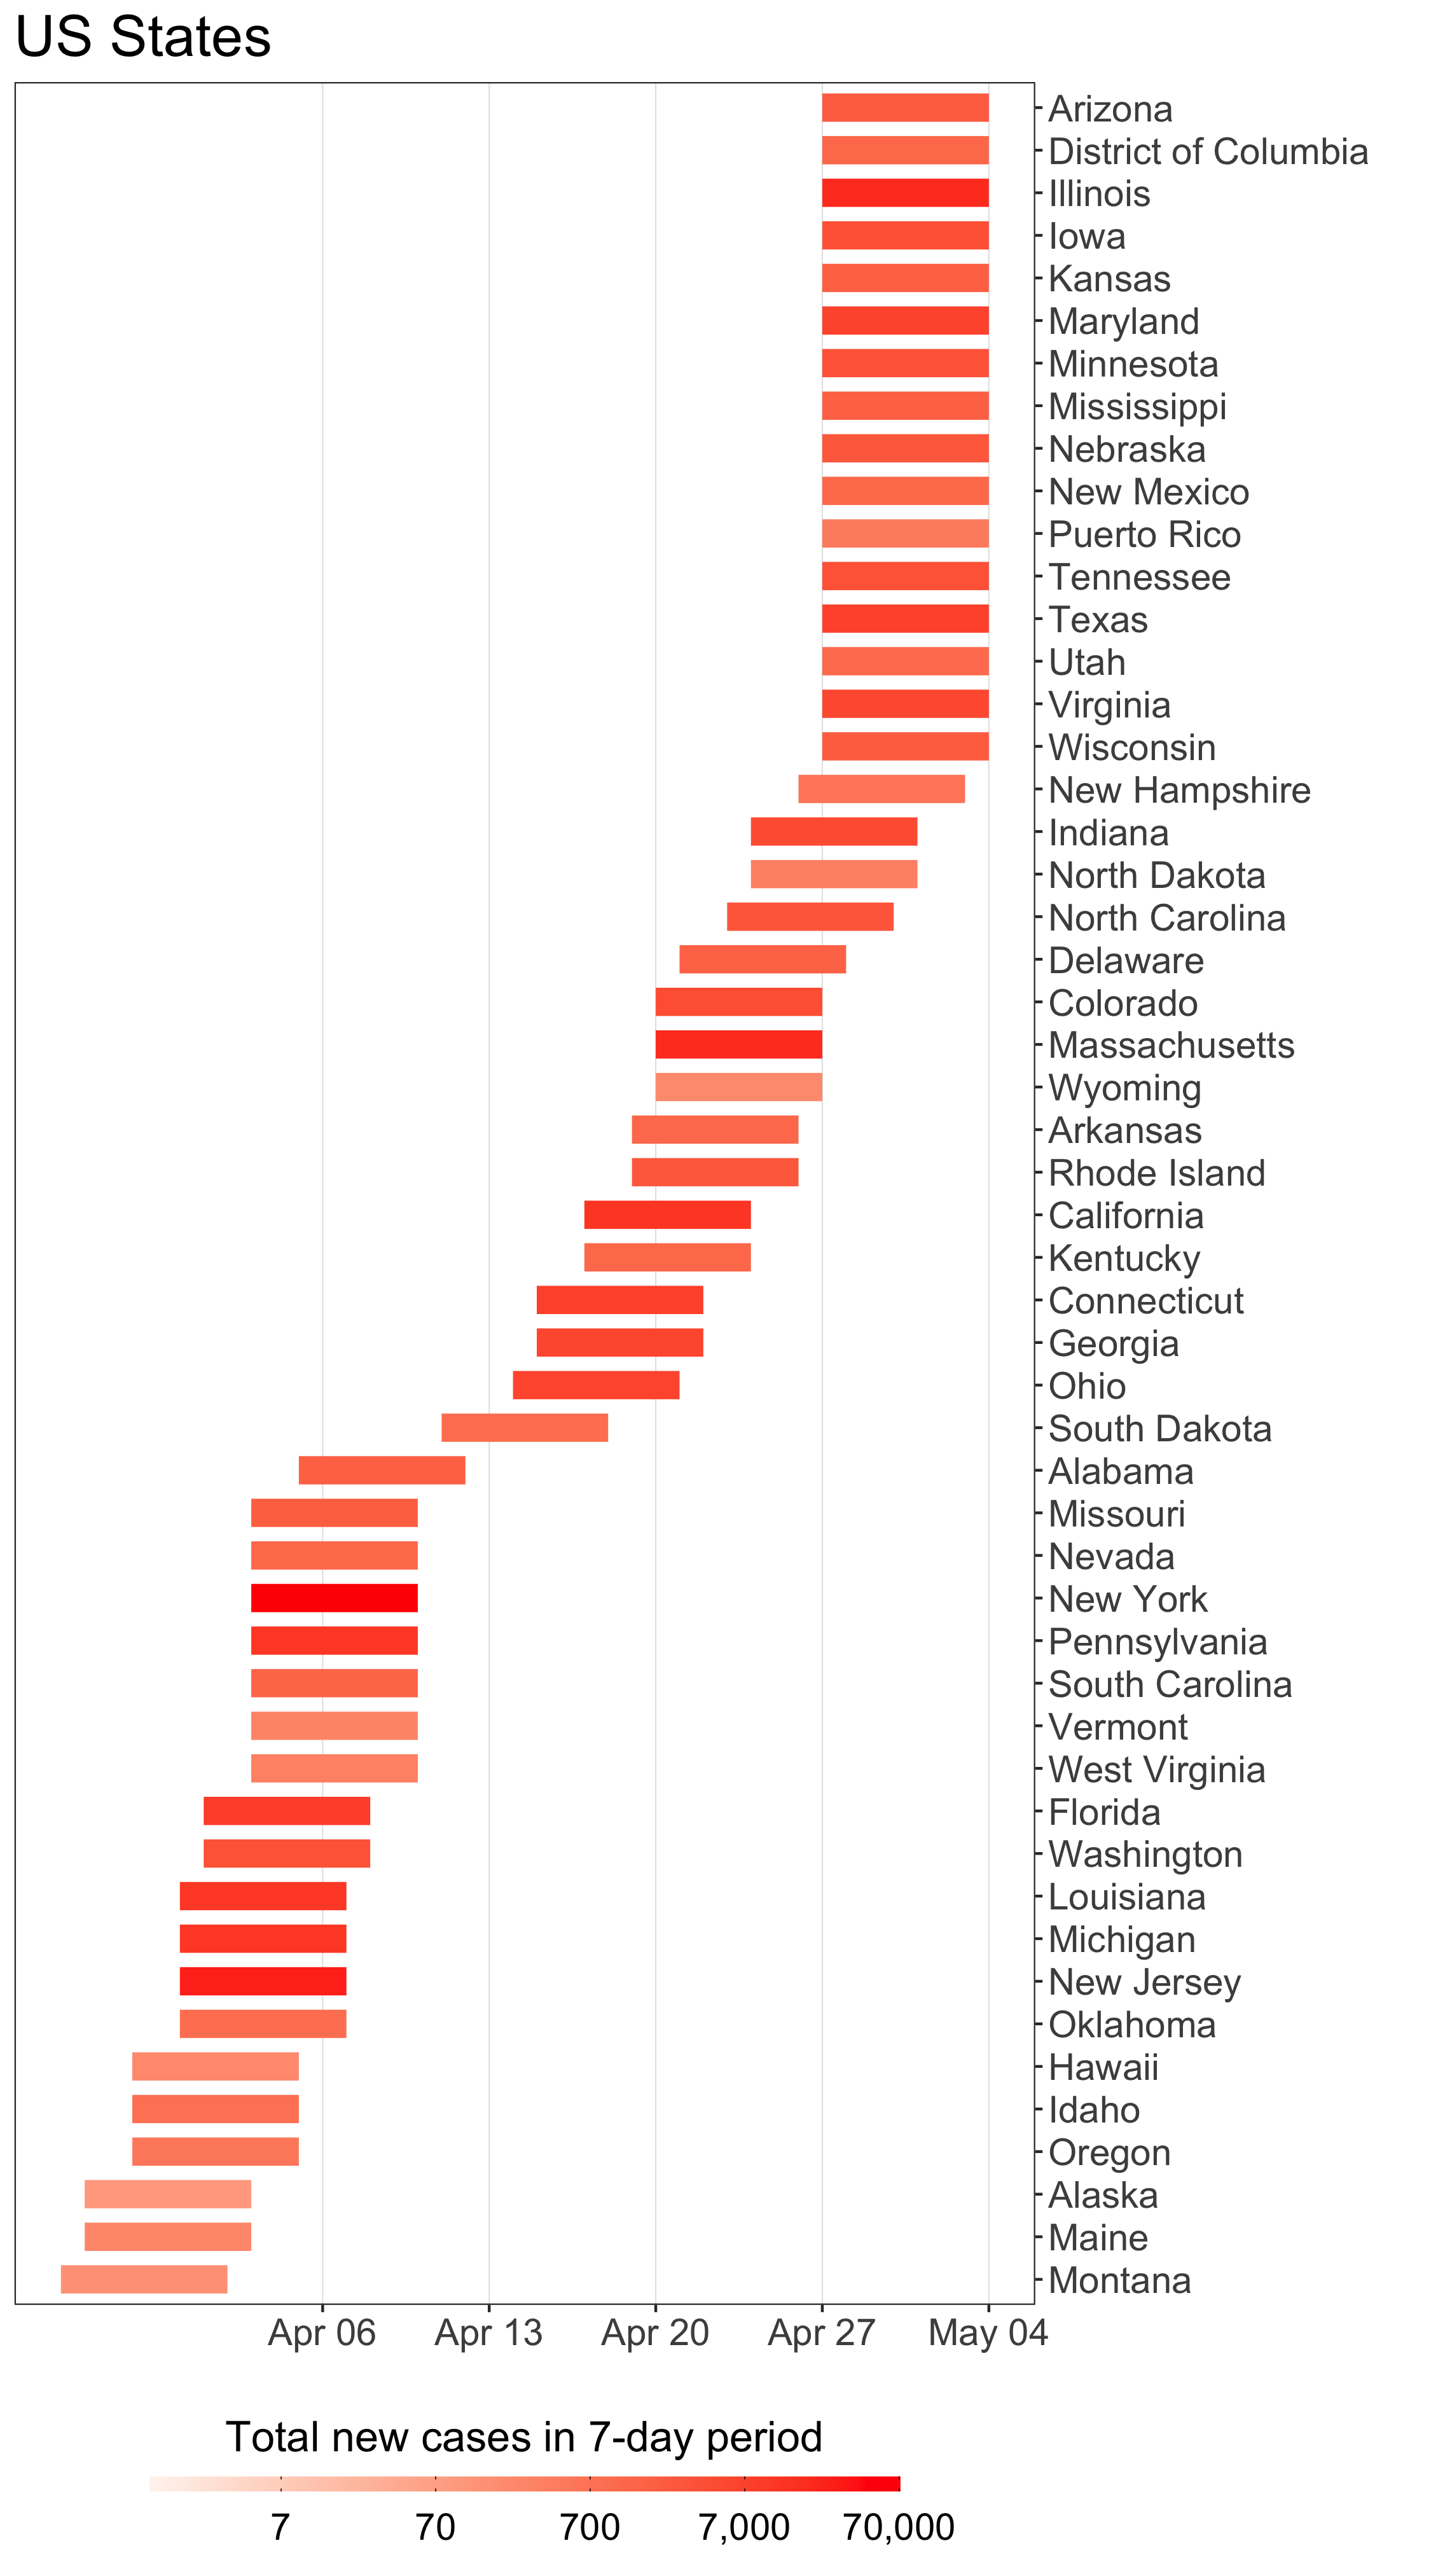 US States
Arizona
District of Columbia
Illinois
Iowa
Kansas
Maryland
Minnesota
Mississippi
Nebraska
New Mexico
Puerto Rico
Tennessee
Texas
Utah
Virginia
Wisconsin
New Hampshire
Indiana
North Dakota
North Carolina
Delaware
Colorado
Massachusetts
Wyoming
Arkansas
Rhode Island
California
Kentucky
Connecticut
Georgia
Ohio
South Dakota
Alabama
Missouri
Nevada
New York
Pennsylvania
South Carolina
Vermont
West Virginia
Florida
Washington
Louisiana
Michigan
New Jersey
Oklahoma
Hawaii
Idaho
Oregon
Alaska
Maine
Montana
Apr 06 Apr 13 Apr 20 Apr 27 May 04
Total new cases in 7-day period
7 70 700 7,000 70,000